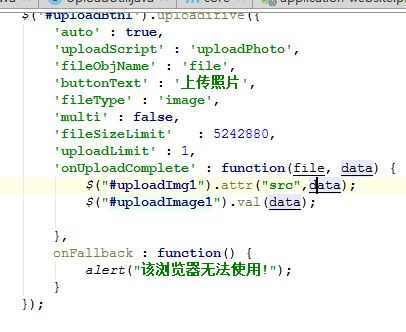 $('#uploadBtn1').uploadifive({
'auto' : true,
'uploadScript' : 'uploadPhoto',
'fileObjName' : 'file',
'buttonText' : '上传照片',
'fileType' : 'image',
'multi' : false,
'fileSizeLimit'   : 5242880,
'uploadLimit' : 1,
'onUploadComplete' : function(file, data) {
$("#uploadImg1").attr("src",data);
$("#uploadImage1").val(data);
},
onFallback : function() {
alert("该浏览器无法使用!");
}
});